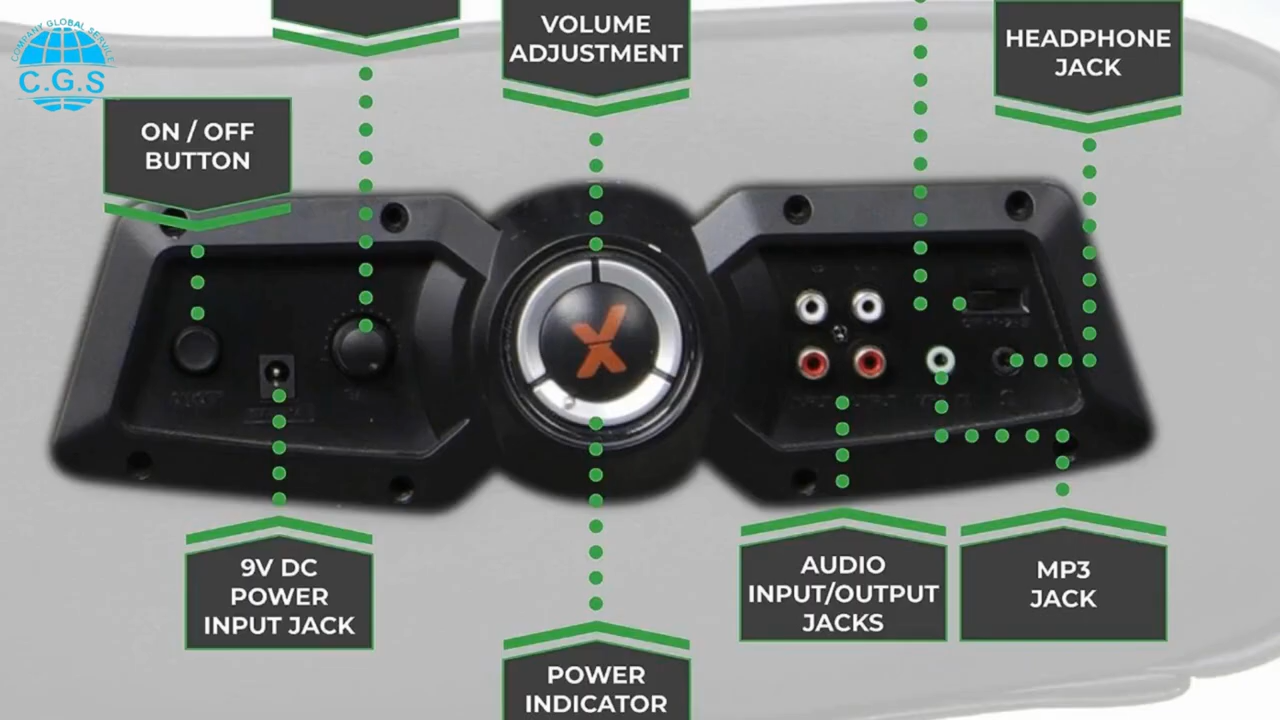 COMPANY GLOBAL SERVICE
C.G.S
VOLUME
ADJUSTMENT
HEADPHONE
JACK
ON / OFF
BUTTON
X
9V DC
POWER
INPUT JACK
AUDIO
INPUT/OUTPUT
JACKS
MP3
JACK
POWER
INDICATOR